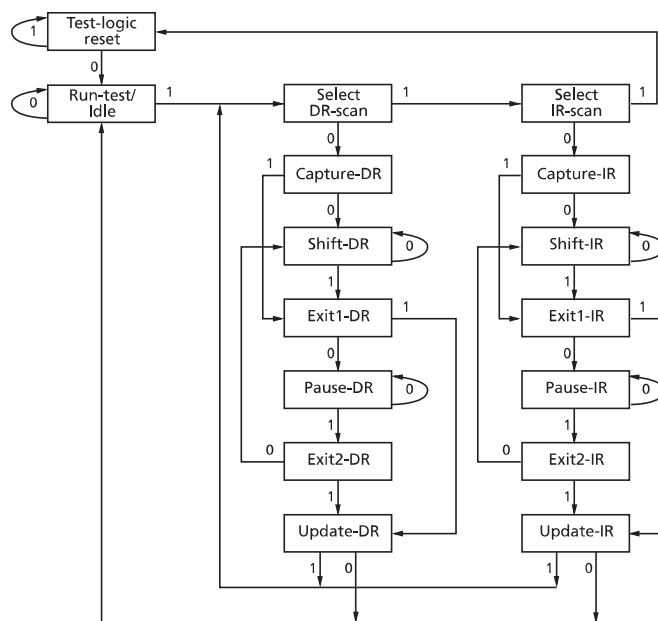 Test-logic
reset
1
0
Run-test/
Idle
0
1
Select
DR-scan
1
Select
IR-scan
1
0
0
1
Capture-DR
1
Capture-IR
0
0
Shift-DR
0
Shift-IR
0
1
1
Exit1-DR
1
Exit1-IR
1
0
0
Pause-DR
0
Pause-IR
0
1
1
0
Exit2-DR
0
Exit2-IR
1
1
Update-DR
Update-IR
1
0
1
0